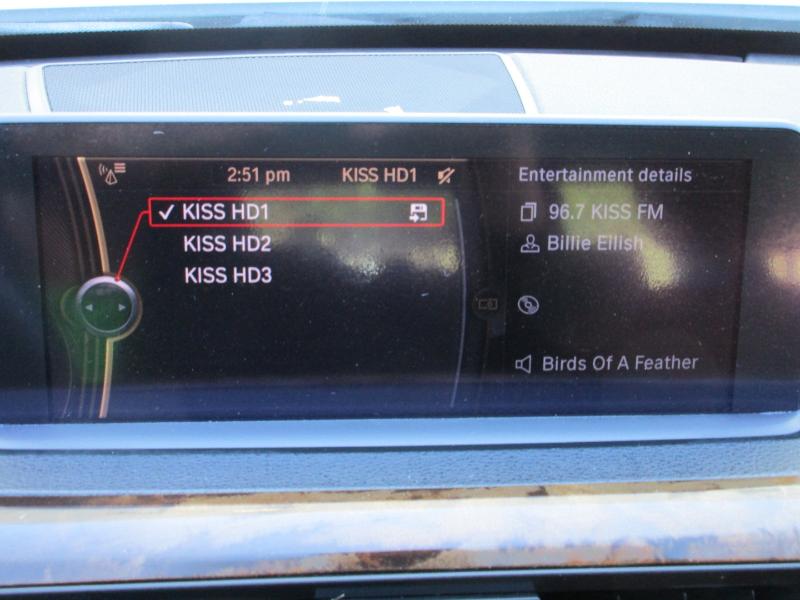 2:51 pm KISS HD1
KISS HD1
KISS HD2
KISS HD3
Entertainment details
96.7 KISS FM
Billie Eilish
Birds Of A Feather